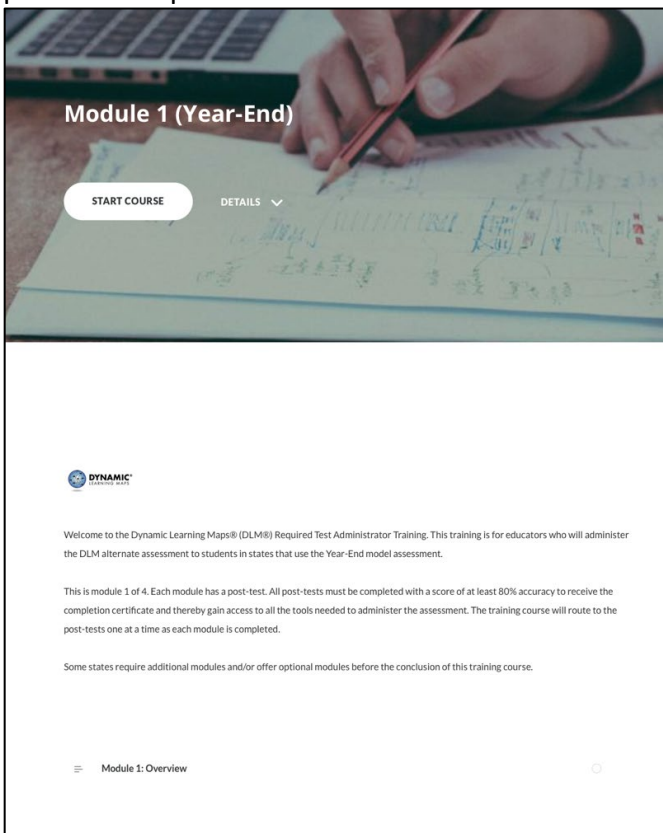 Module 1 (Year-End)
START COURSE
DETAILS
DYNAMIC®
LEARNING MAPS
Welcome to the Dynamic Learning Maps® (DLM®) Required Test Administrator Training. This training is for educators who will administer
the DLM alternate assessment to students in states that use the Year-End model assessment.
This is module 1 of 4. Each module has a post-test. All post-tests must be completed with a score of at least 80% accuracy to receive the
completion certificate and thereby gain access to all the tools needed to administer the assessment. The training course will route to the
post-tests one at a time as each module is completed.
Some states require additional modules and/or offer optional modules before the conclusion of this training course.
Module 1: Overview